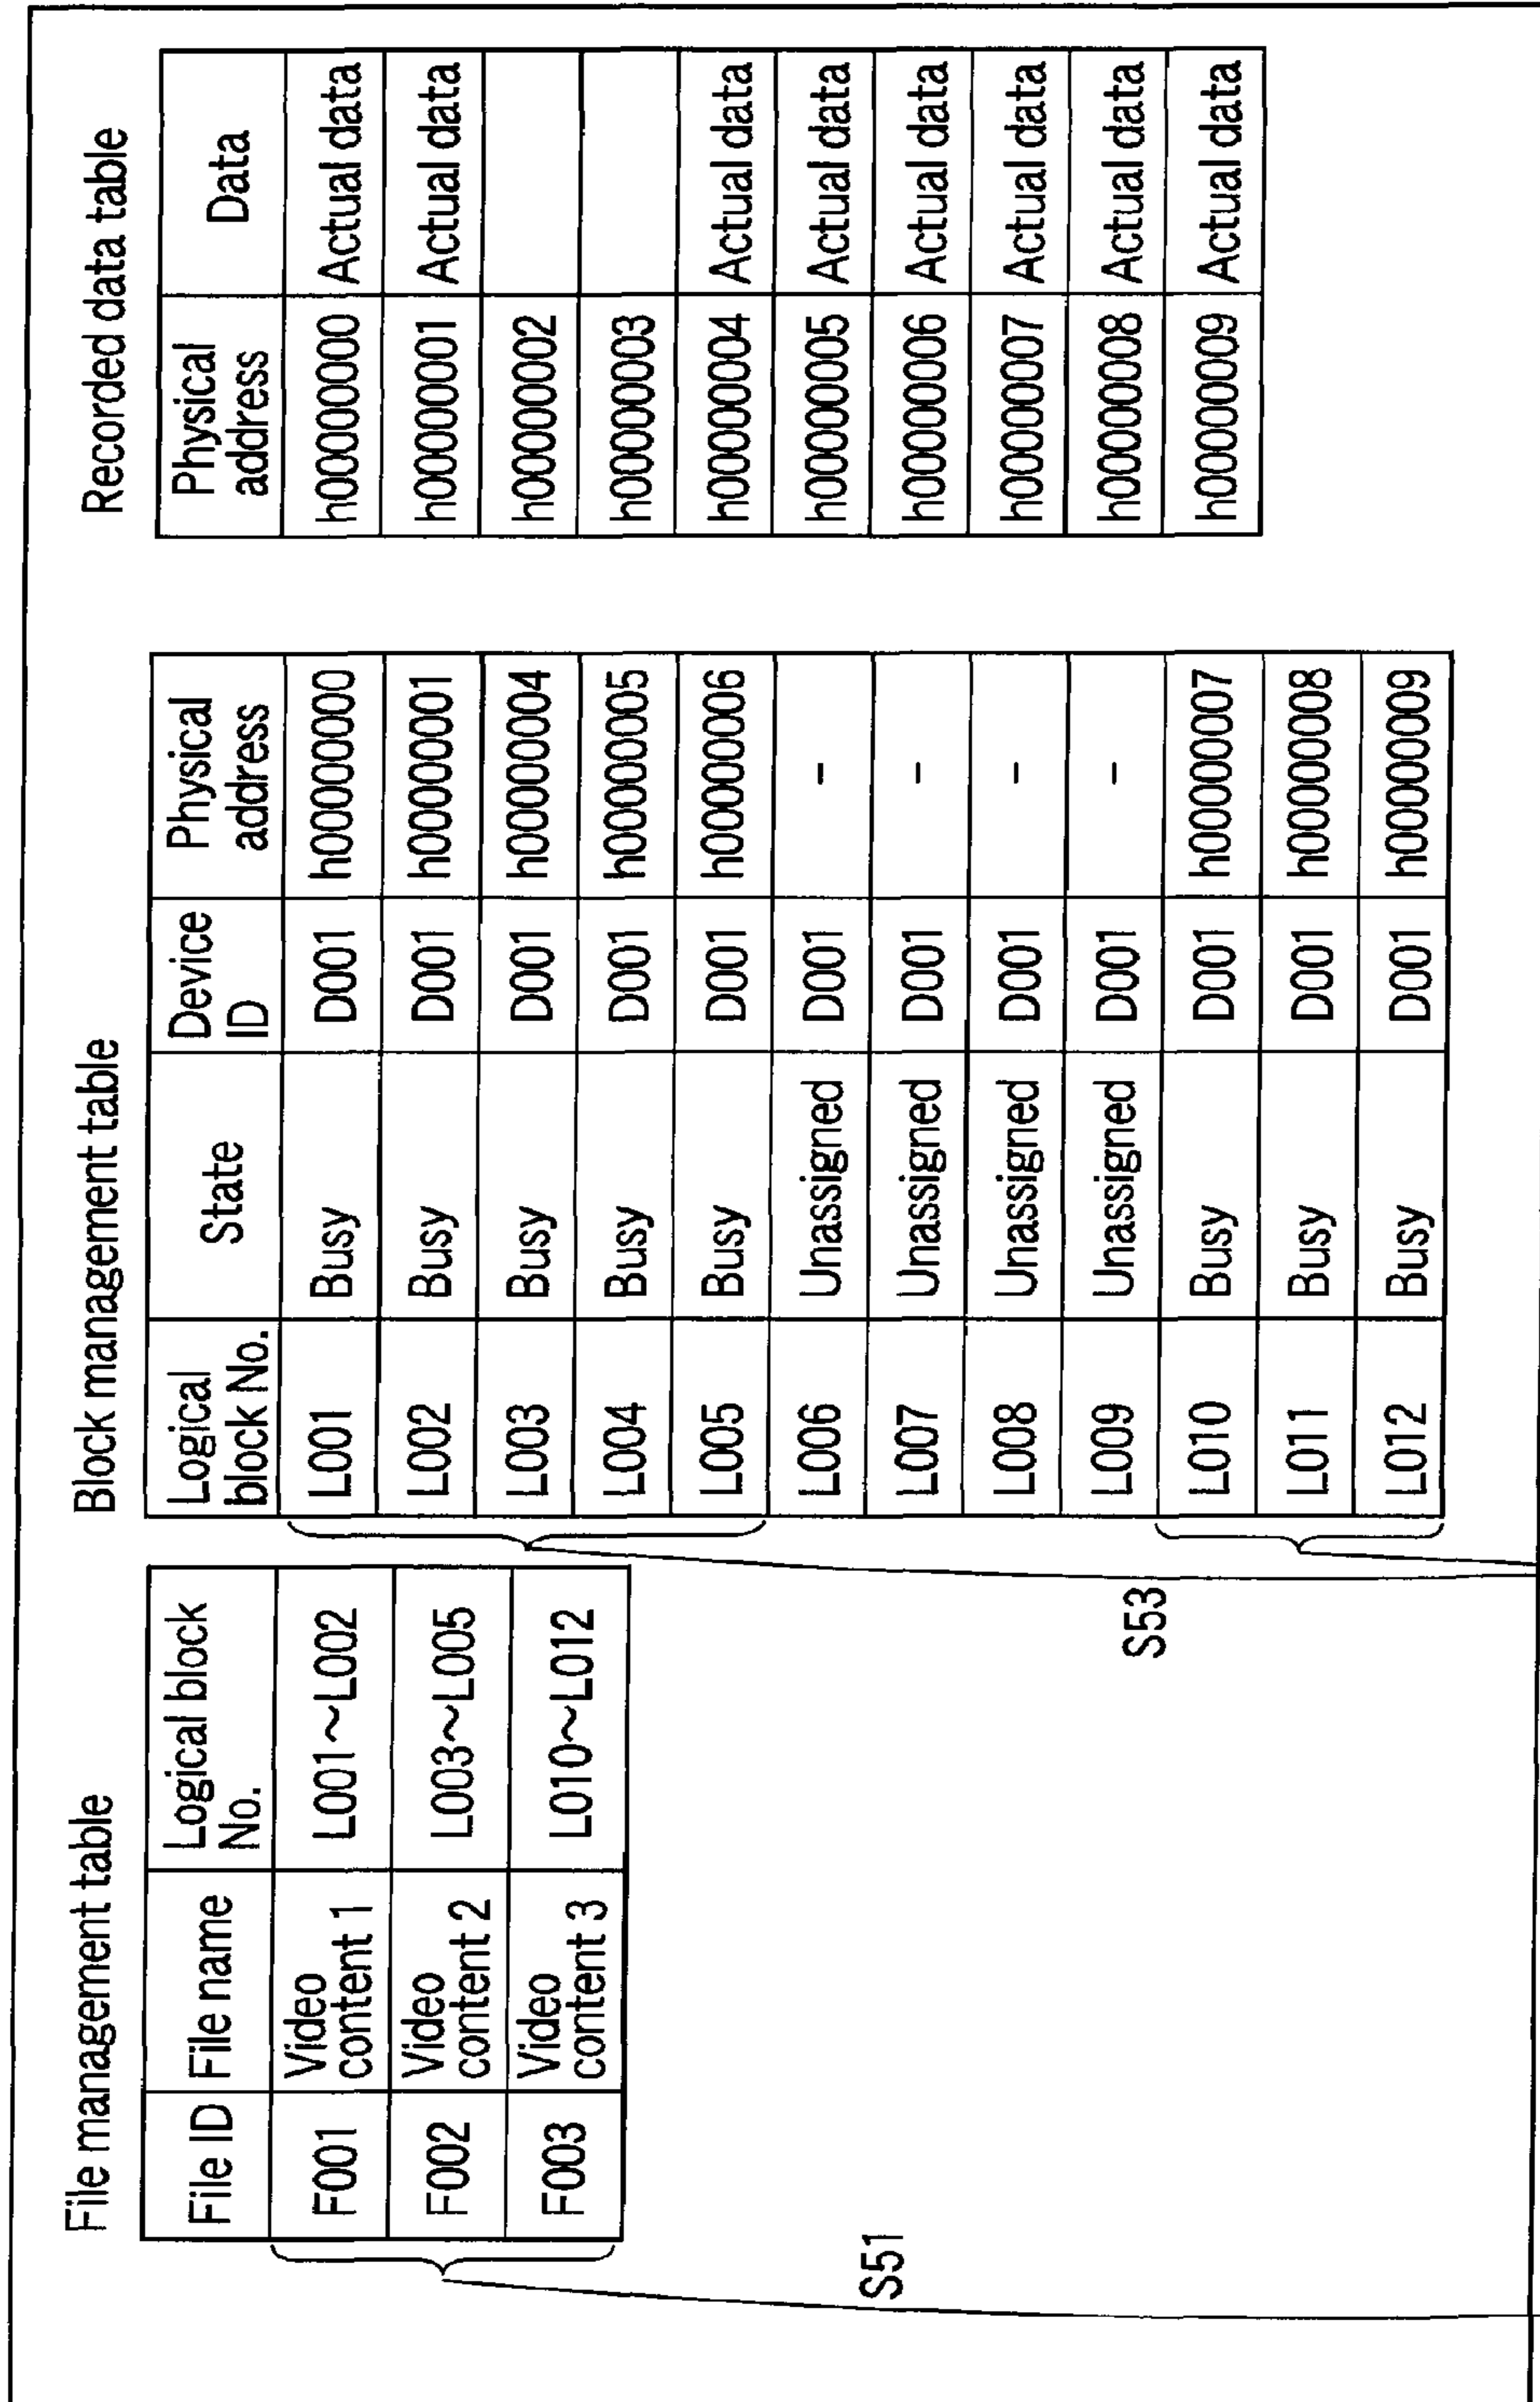 File management table
File ID File name Logical block
No.
F001 Video
content 1 L001~L002
F002 Video
content 2 L003~L005
F003 Video
content 3 L010~L012
S51
Block management table
Logical
block No. State Device
ID Physical
address
L001 Busy D001 h00000000
L002 Busy D001 h00000001
L003 Busy D001 h00000004
L004 Busy D001 h00000005
L005 Busy D001 h00000006
L006 Unassigned D001 -
L007 Unassigned D001 -
L008 Unassigned D001 -
L009 Unassigned D001 -
L010 Busy D001 h00000007
L011 Busy D001 h00000008
L012 Busy D001 h00000009
S53
Recorded data table
Physical
address Data
h00000000 Actual data
h00000001 Actual data
h00000002
h00000003
h00000004 Actual data
h00000005 Actual data
h00000006 Actual data
h00000007 Actual data
h00000008 Actual data
h00000009 Actual data